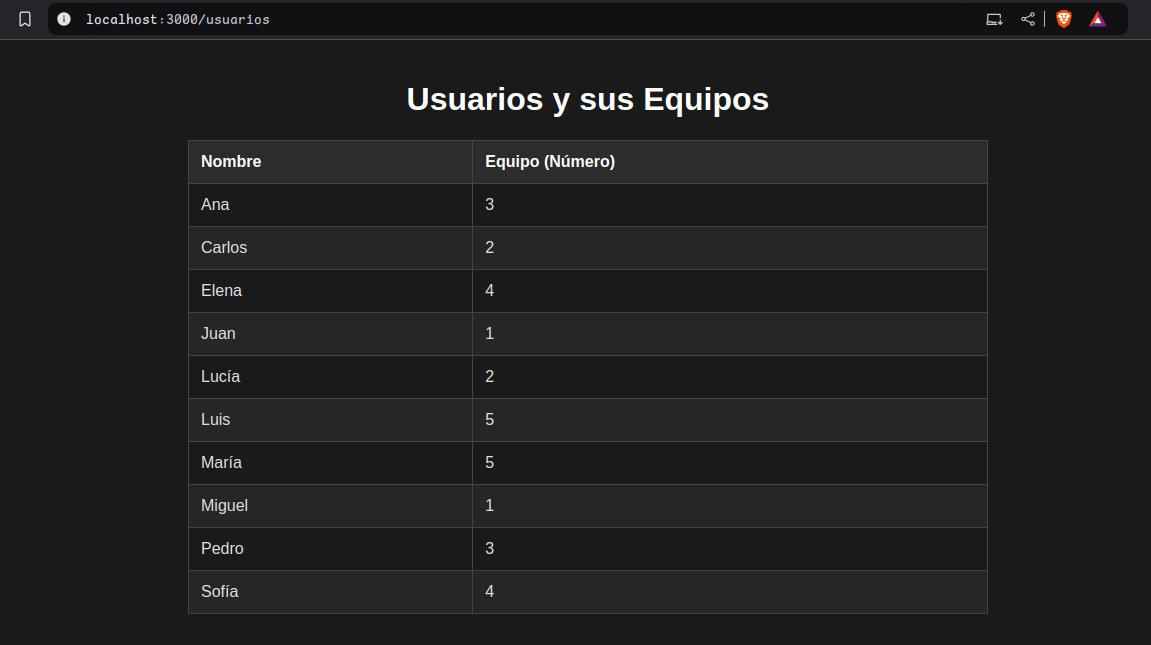 localhost:3000/usuarios
Usuarios y sus Equipos
Nombre Equipo (Número)
Ana 3
Carlos 2
Elena 4
Juan 1
Lucía 2
Luis 5
María 5
Miguel 1
Pedro 3
Sofía 4